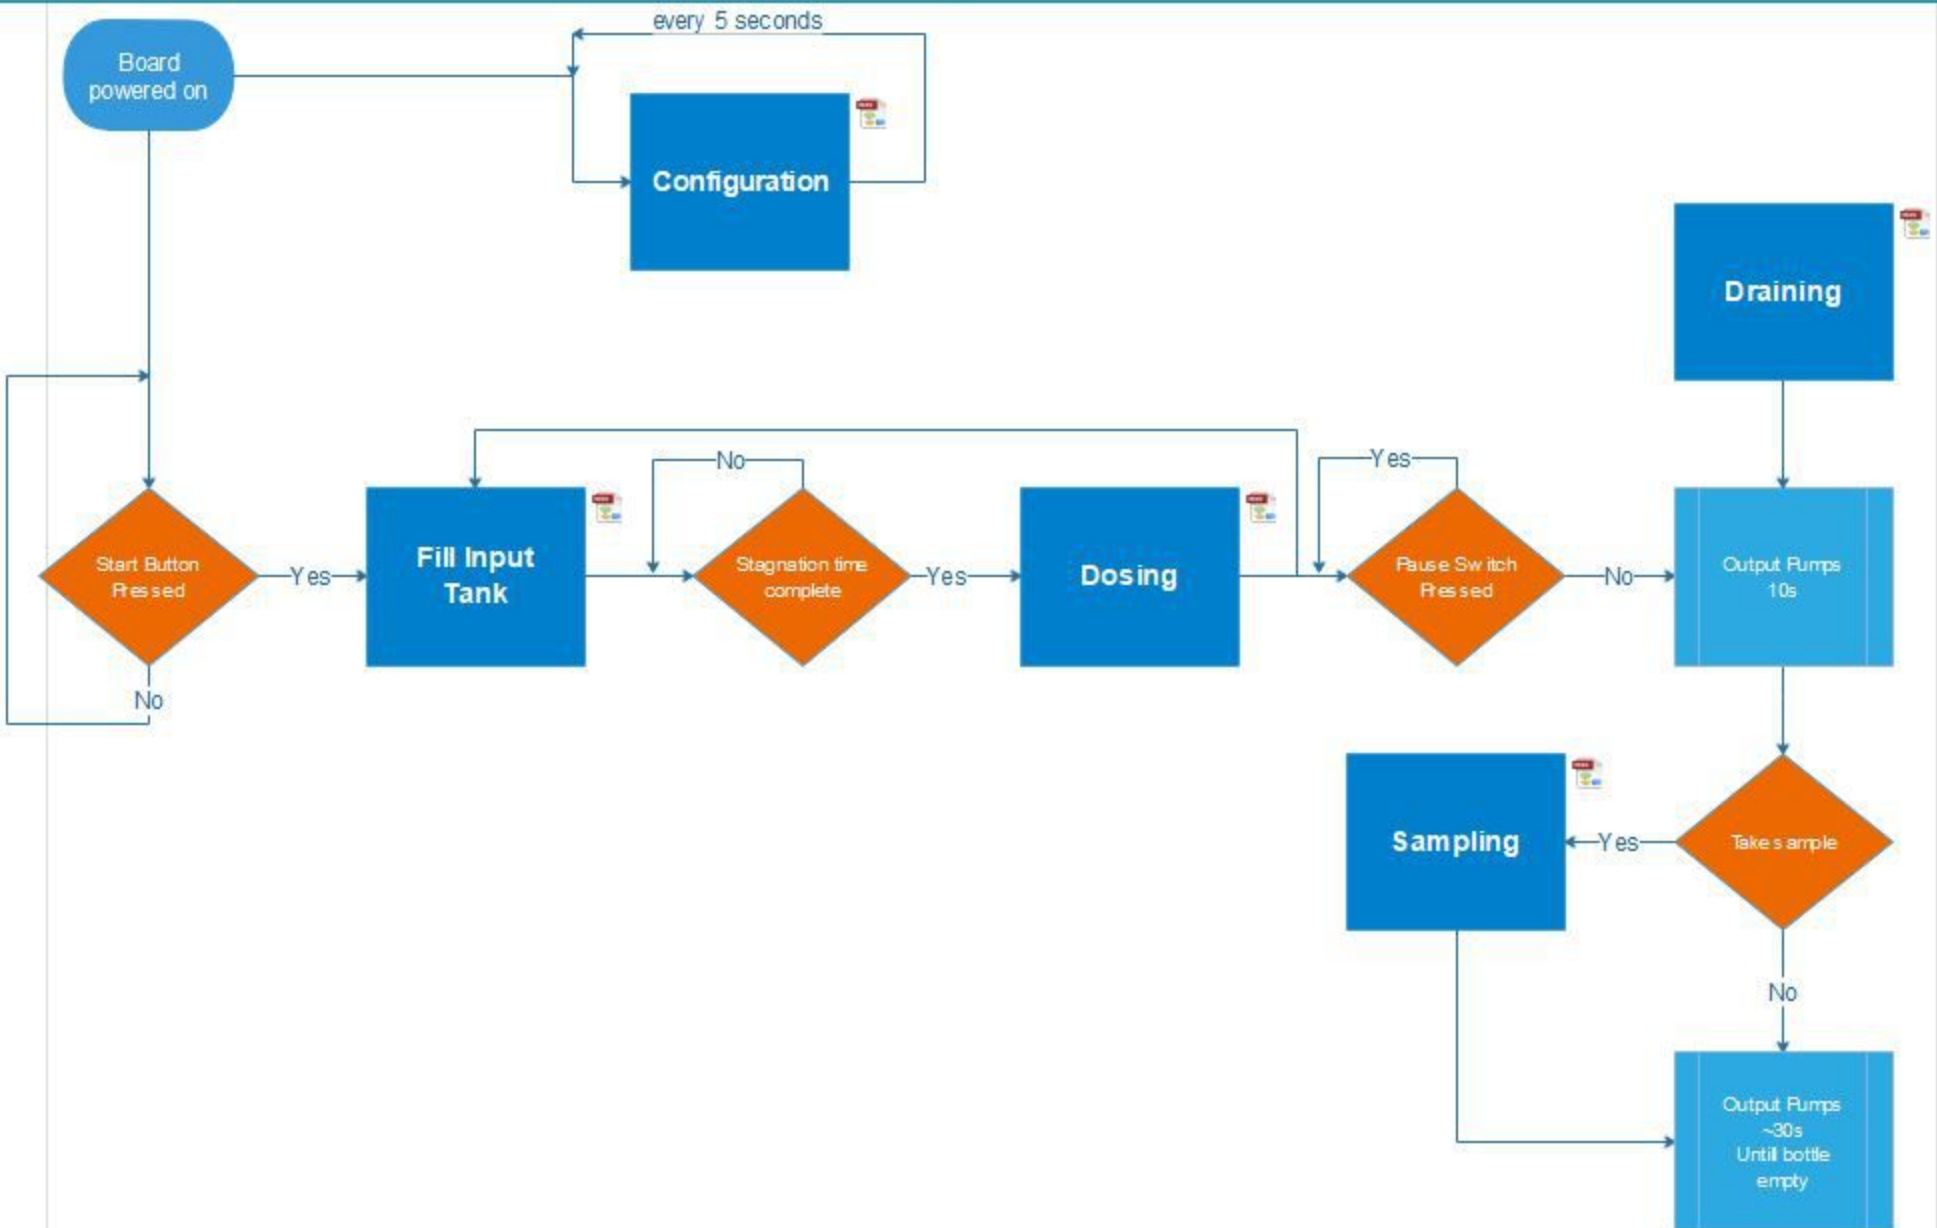 every 5 seconds
Board
powered on
Configuration
Draining
No
Yes
Start Button
Pressed
Yes
Fill Input
Tank
Stagnation time
complete
Yes
Dosing
Pause Switch
Pressed
No
Output Pumps
10s
No
Sampling
Yes
Take sample
No
Output Pumps
~30s
Untill bottle
empty